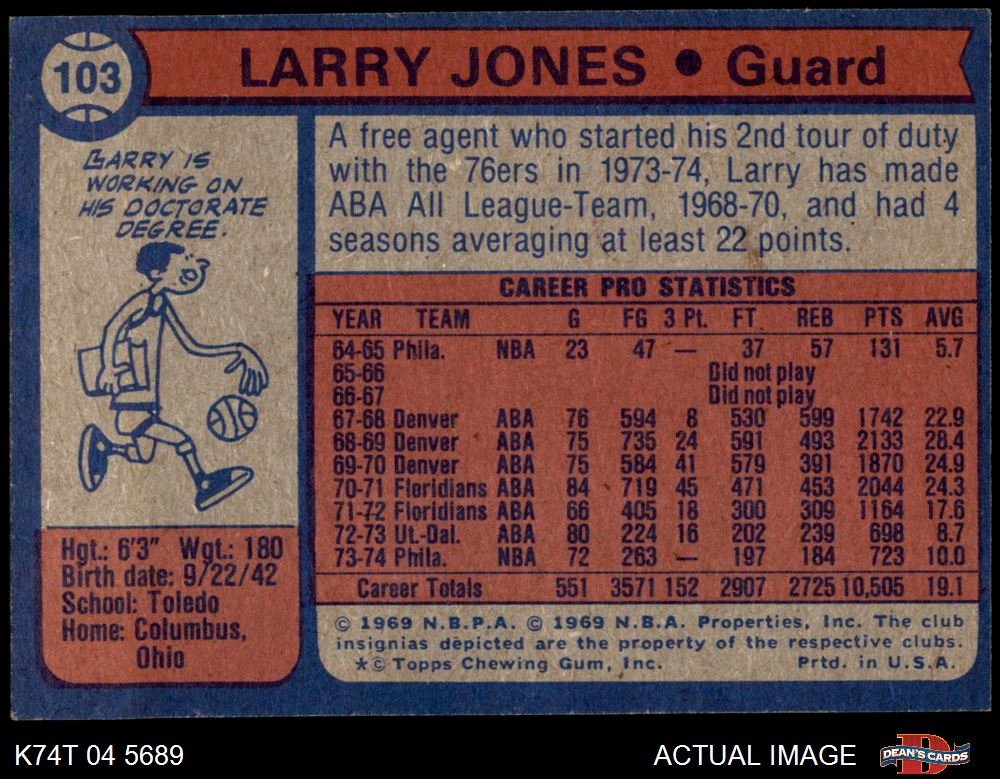 103
LARRY JONES • Guard
LARRY IS
WORKING ON
HIS DOCTORATE
DEGREE.
A free agent who started his 2nd tour of duty
with the 76ers in 1973-74, Larry has made
ABA All League-Team, 1968-70, and had 4
seasons averaging at least 22 points.
CAREER PRO STATISTICS
YEAR TEAM G FG 3 Pt. FT REB PTS AVG
64-65 Phila. NBA 23 47 — 37 57 131 5.7
65-66 Did not play
66-67 Did not play
67-68 Denver ABA 76 594 8 530 599 1742 22.9
68-69 Denver ABA 75 735 24 591 493 2133 28.4
69-70 Denver ABA 75 584 41 579 391 1870 24.9
70-71 Floridians ABA 84 719 45 471 453 2044 24.3
71-72 Floridians ABA 66 405 18 300 309 1164 17.6
72-73 Ut.-Dal. ABA 80 224 16 202 239 698 8.7
73-74 Phila. NBA 72 263 — 197 184 723 10.0
Career Totals 551 3571 152 2907 2725 10,505 19.1
Hgt.: 6'3" Wgt.: 180
Birth date: 9/22/42
School: Toledo
Home: Columbus,
Ohio
© 1969 N.B.P.A. © 1969 N.B.A. Properties, Inc. The club
insignias depicted are the property of the respective clubs.
*© Topps Chewing Gum, Inc. Prtd. in U.S.A.
K74T 04 5689
ACTUAL IMAGE
D
DEAN'S CARDS